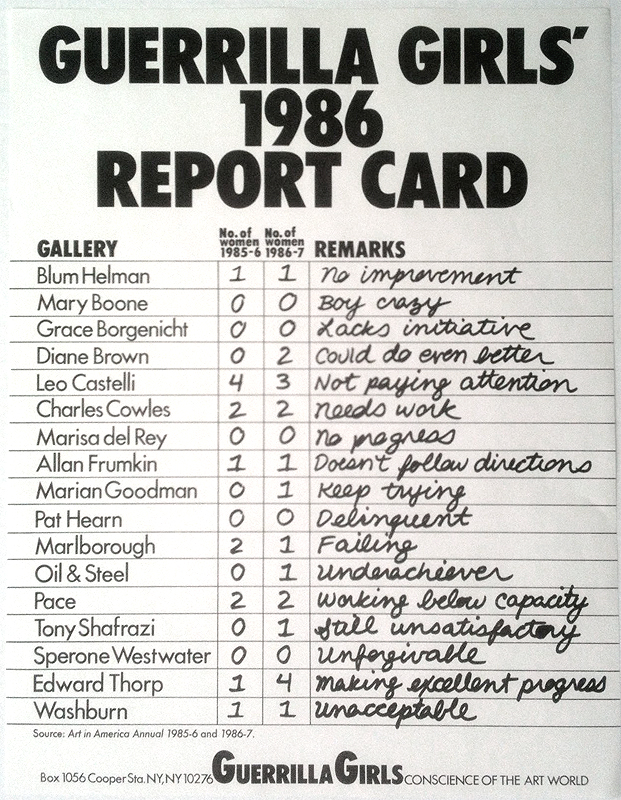 GUERRILLA GIRLS'
1986
REPORT CARD
GALLERY No. of women 1985-6 No. of women 1986-7 REMARKS
Blum Helman 1 1 no improvement
Mary Boone 0 0 Boy crazy
Grace Borgenicht 0 0 Lacks initiative
Diane Brown 0 2 Could do even better
Leo Castelli 4 3 Not paying attention
Charles Cowles 2 2 needs work
Marisa del Rey 0 0 no progress
Allan Frumkin 1 1 Doesn't follow directions
Marian Goodman 0 1 Keep trying
Pat Hearn 0 0 Delinquent
Marlborough 2 1 Failing
Oil & Steel 0 1 Underachiever
Pace 2 2 Working below capacity
Tony Shafrazi 0 1 Still unsatisfactory
Sperone Westwater 0 0 Unforgivable
Edward Thorp 1 4 making excellent progress
Washburn 1 1 Unacceptable
Source: Art in America Annual 1985-6 and 1986-7.
Box 1056 Cooper Sta. NY, NY 10276 GUERRILLA GIRLS CONSCIENCE OF THE ART WORLD